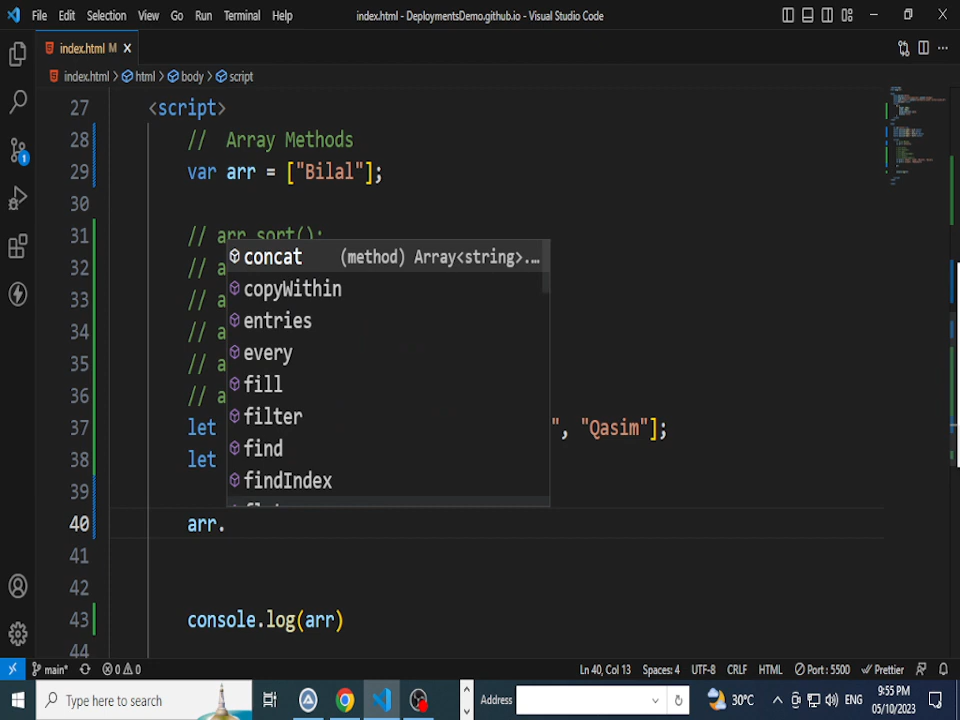 File Edit Selection View Go Run Terminal Help index.html - DeploymentsDemo.github.io - Visual Studio Code
index.html M
index.html > html > body > script
27 <script>
28 // Array Methods
29 var arr = ["Bilal"];
30
31 // arr.sort();
32 // a
33 // a
34 // a
35 // a
36 // a
37 let ", "Qasim"];
38 let
39
40 arr.
41
42
43 console.log(arr)
44
concat (method) Array<string>....
copyWithin
entries
every
fill
filter
find
findIndex
1
main* 0 0 Ln 40, Col 13 Spaces: 4 UTF-8 CRLF HTML Port : 5500 Prettier
Type here to search Address 30°C ENG 9:55 PM
05/10/2023